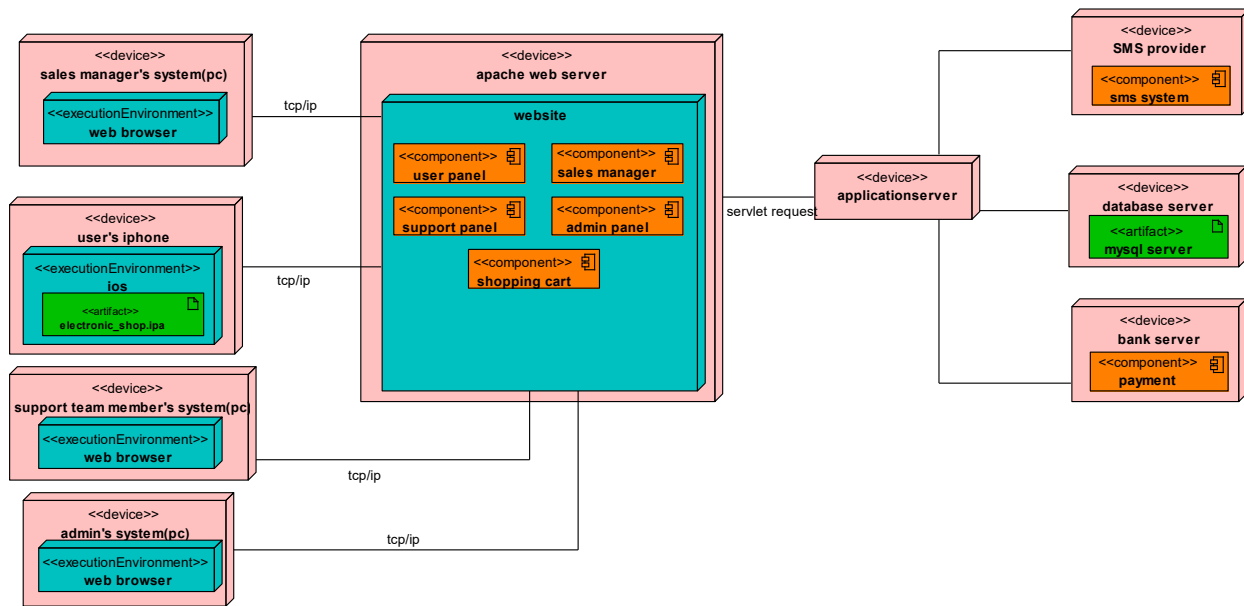 <<device>>
sales manager's system(pc)
<<executionEnvironment>>
web browser
tcp/ip
<<device>>
user's iphone
<<executionEnvironment>>
ios
<<artifact>>
electronic_shop.ipa
tcp/ip
<<device>>
support team member's system(pc)
<<executionEnvironment>>
web browser
tcp/ip
<<device>>
admin's system(pc)
<<executionEnvironment>>
web browser
tcp/ip
<<device>>
apache web server
website
<<component>>
user panel
<<component>>
sales manager
<<component>>
support panel
<<component>>
admin panel
<<component>>
shopping cart
servlet request
<<device>>
applicationserver
<<device>>
SMS provider
<<component>>
sms system
<<device>>
database server
<<artifact>>
mysql server
<<device>>
bank server
<<component>>
payment